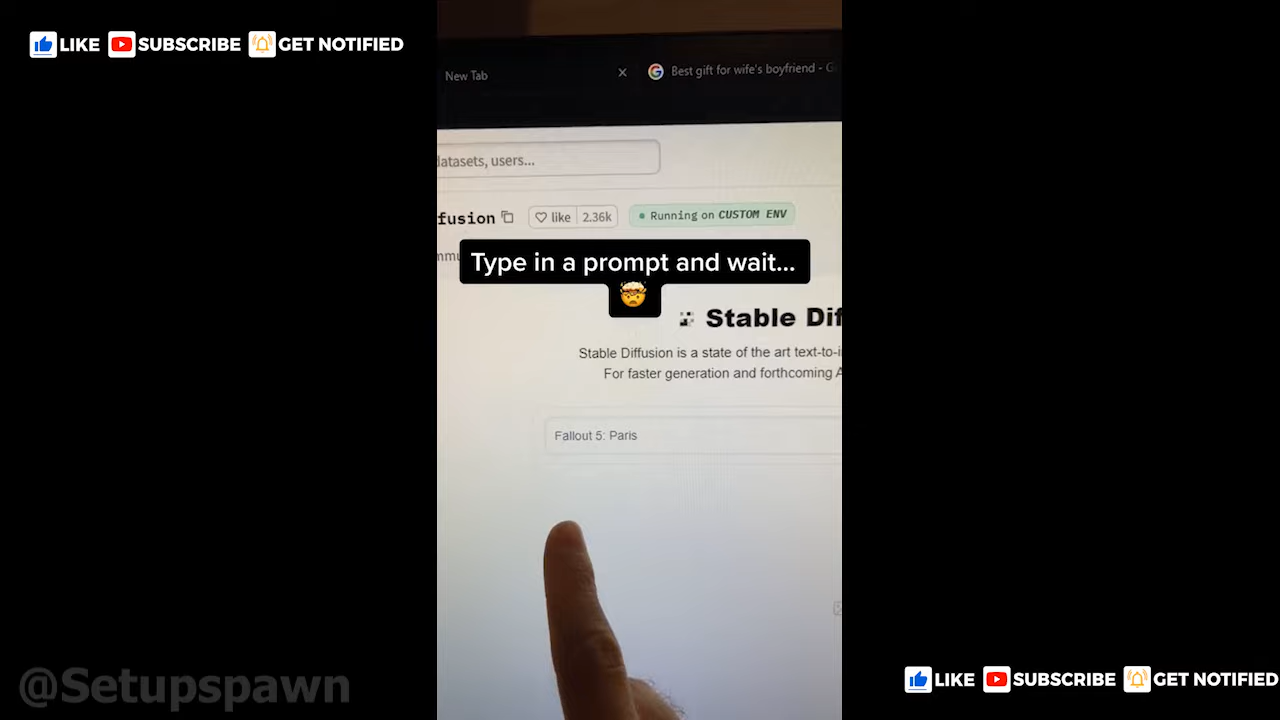 LIKE SUBSCRIBE GET NOTIFIED
New Tab
Best gift for wife's boyfriend - G
datasets, users...
fusion like 2.36k Running on CUSTOM ENV
mmu
Type in a prompt and wait...
Stable Dif
Stable Diffusion is a state of the art text-to-i
For faster generation and forthcoming A
Fallout 5: Paris
@Setupspawn
LIKE SUBSCRIBE GET NOTIFIED